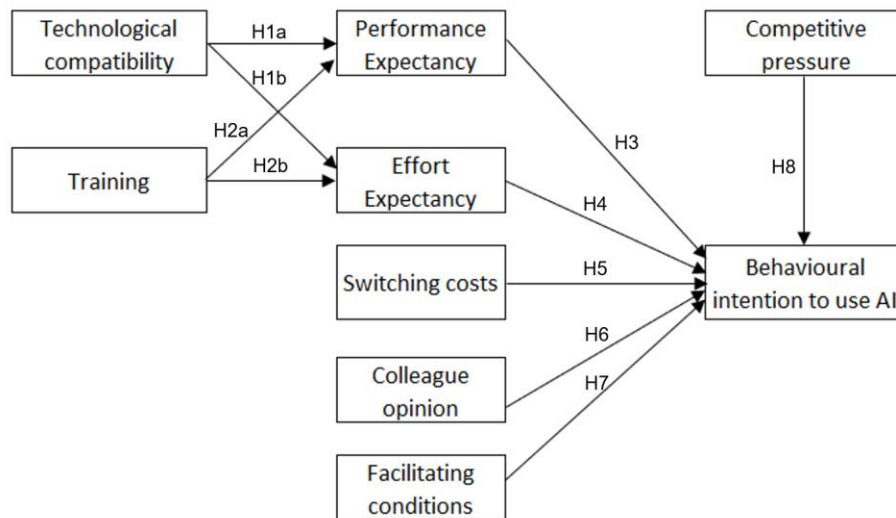 Technological
compatibility
H1a
Performance
Expectancy
Competitive
pressure
H1b
H2a
H3
Training
H2b
Effort
Expectancy
H8
H4
Switching costs
H5
Behavioural
intention to use AI
H6
Colleague
opinion
H7
Facilitating
conditions